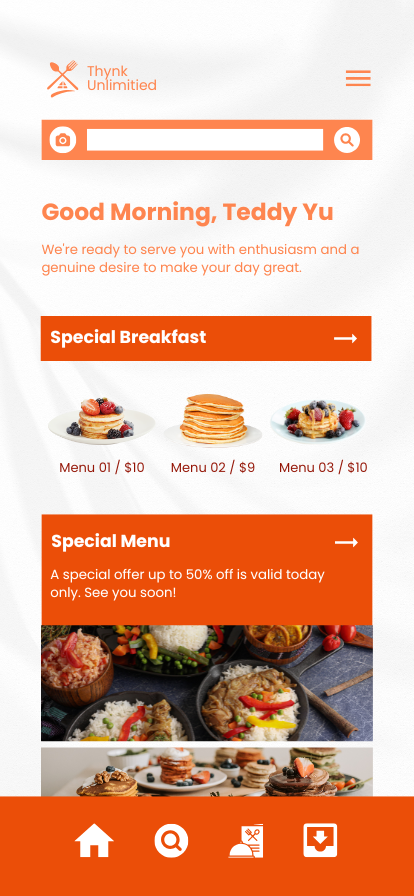 Thynk
Unlimitied
Good Morning, Teddy Yu
We're ready to serve you with enthusiasm and a
genuine desire to make your day great.
Special Breakfast
Menu 01 / $10
Menu 02 / $9
Menu 03 / $10
Special Menu
A special offer up to 50% off is valid today
only. See you soon!